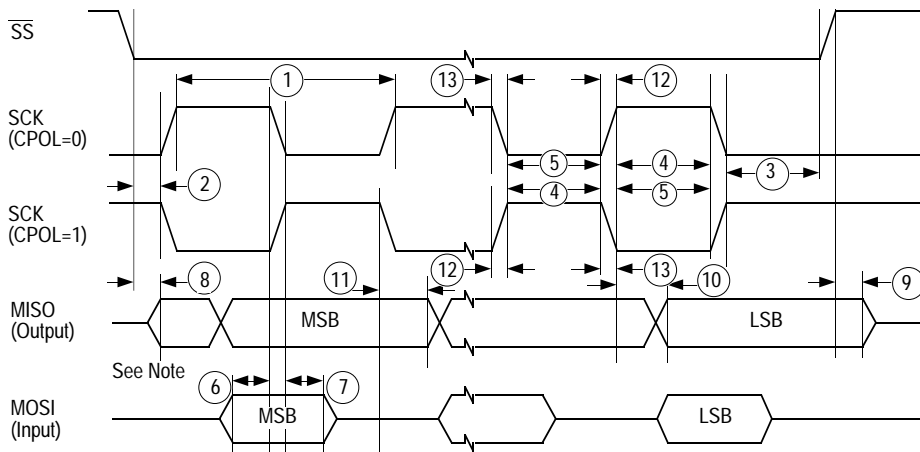 SS
1
13
12
SCK
(CPOL=0)
5
4
2
3
4
5
SCK
(CPOL=1)
8
11
12
13
10
9
MISO
(Output)
MSB
LSB
See Note
6
7
MOSI
(Input)
MSB
LSB